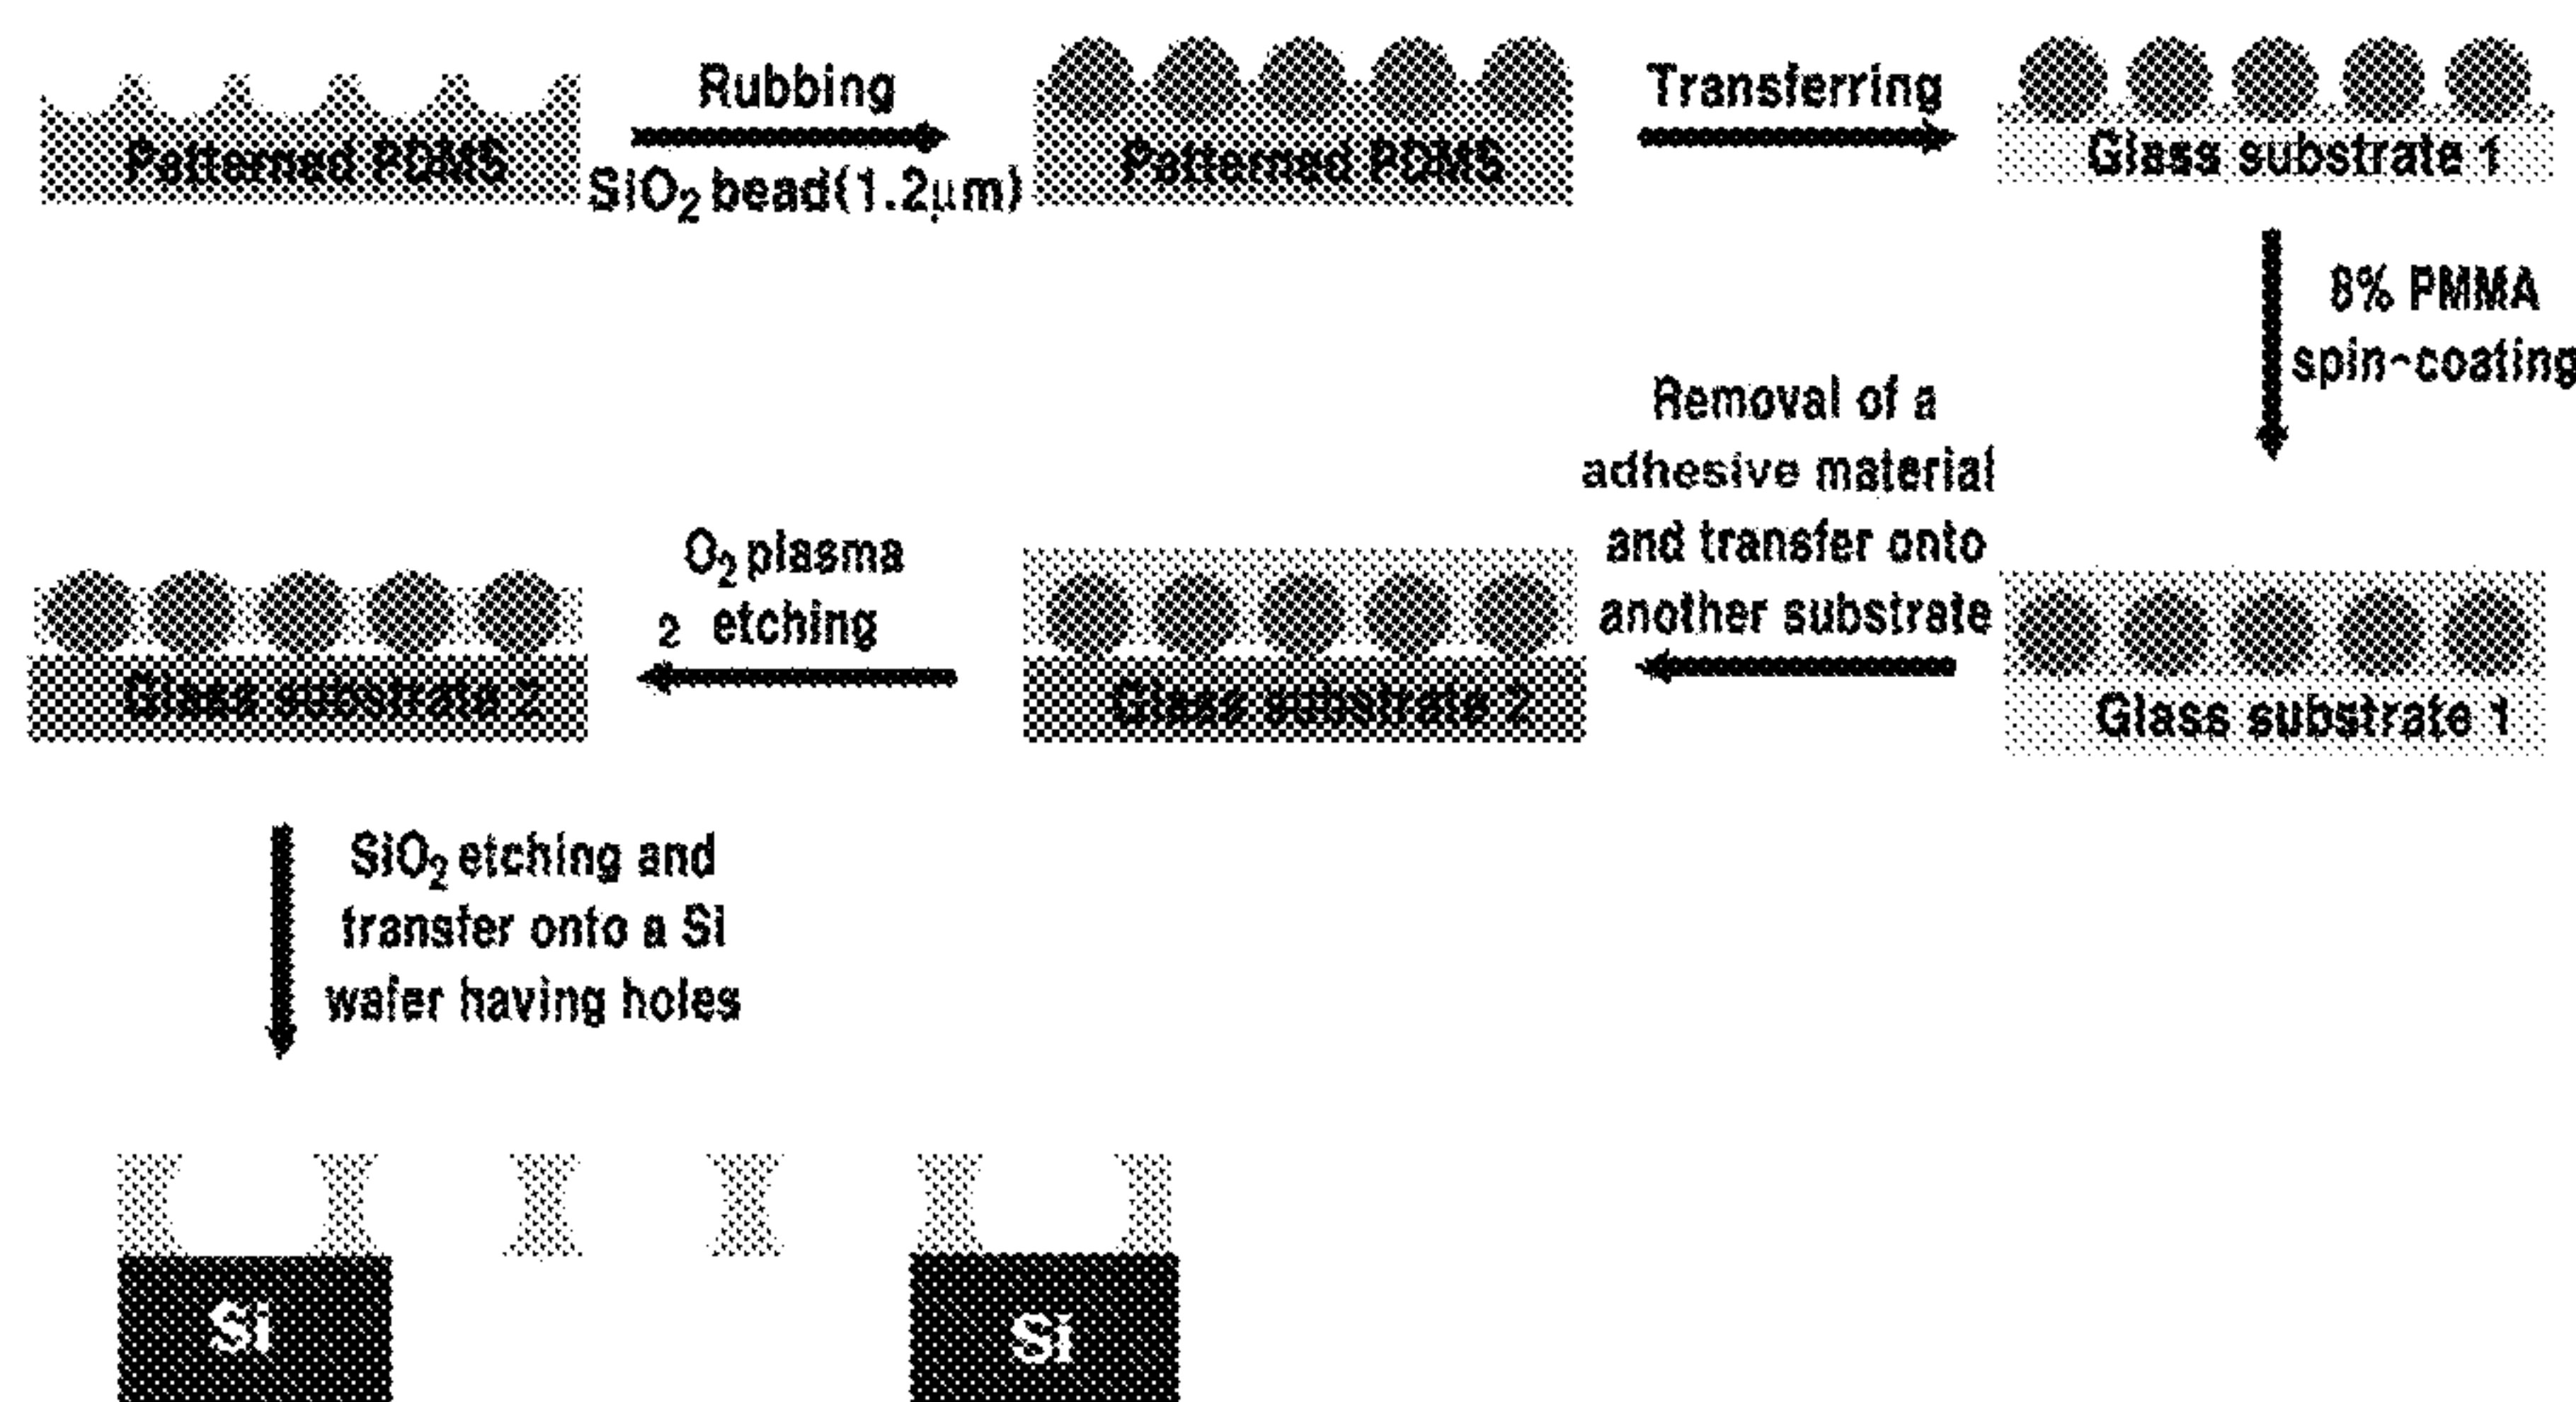 Rubbing
SiO2 bead(1.2μm)
Transferring
Patterned PDMS
Patterned PDMS
Glass substrate 1
8% PMMA
spin-coating
Removal of a
adhesive material
and transfer onto
another substrate
O2 plasma
2 etching
Glass substrate 2
Glass substrate 2
Glass substrate 1
SiO2 etching and
transfer onto a Si
wafer having holes
Si
Si